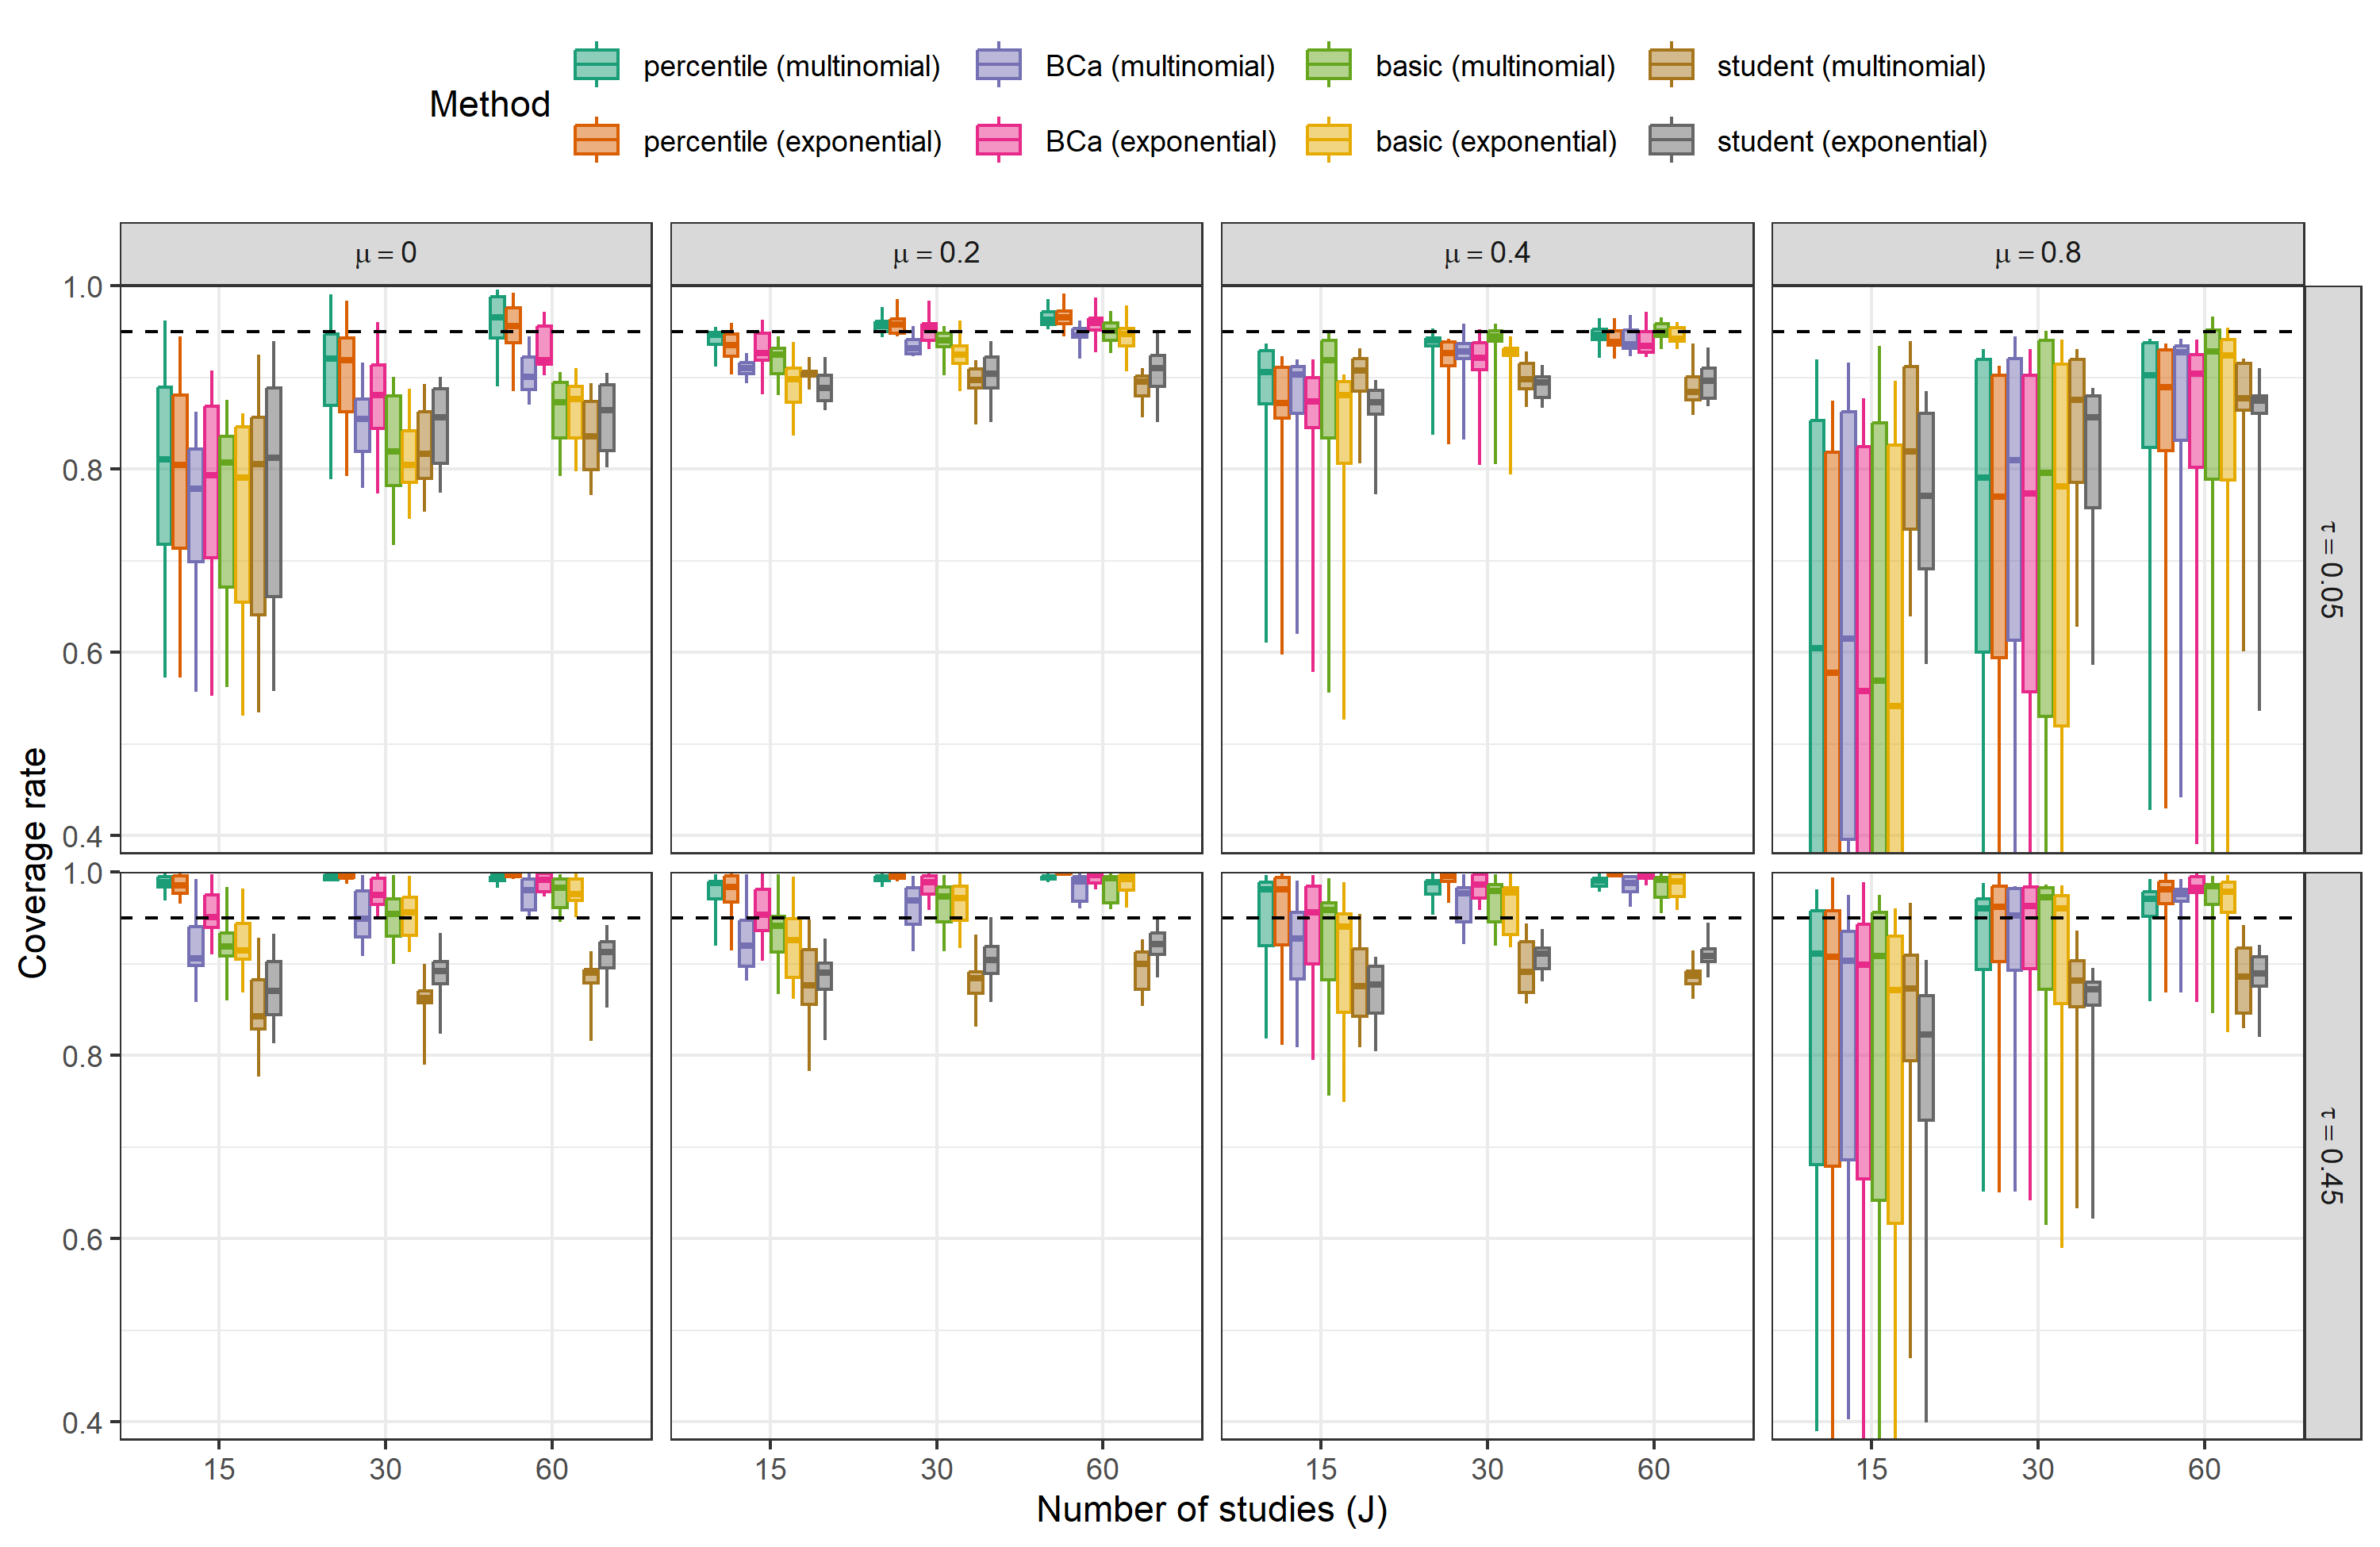 Method
percentile (multinomial) BCa (multinomial) basic (multinomial) student (multinomial)
percentile (exponential) BCa (exponential) basic (exponential) student (exponential)
μ = 0 μ = 0.2 μ = 0.4 μ = 0.8
Coverage rate
1.0
0.8
0.6
0.4
τ = 0.05
1.0
0.8
0.6
0.4
τ = 0.45
15 30 60 15 30 60 15 30 60 15 30 60
Number of studies (J)